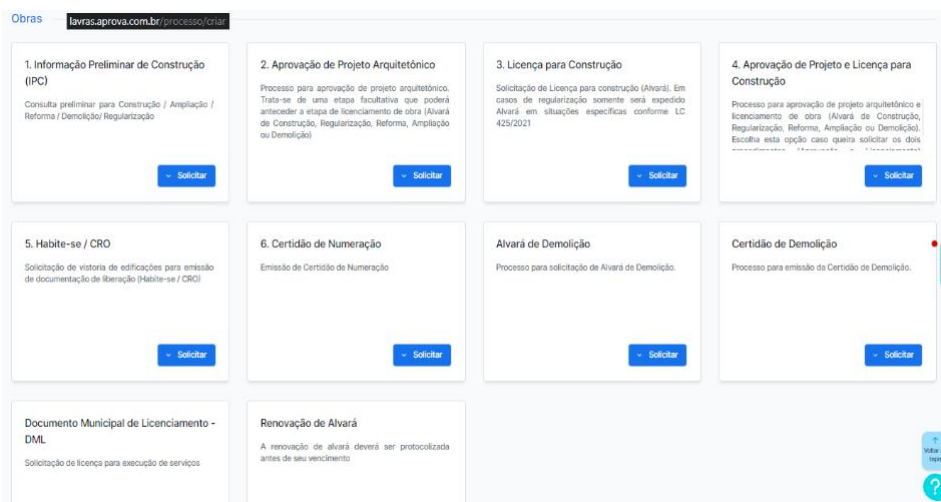 Obras
lavras.aprova.com.br/processo/criar
1. Informação Preliminar de Construção
(IPC)
Consulta preliminar para Construção / Ampliação /
Reforma / Demolição/ Regularização
Solicitar
2. Aprovação de Projeto Arquitetônico
Processo para aprovação de projeto arquitetônico.
Trata-se de uma etapa facultativa que poderá
anteceder a etapa de licenciamento de obra (Alvará
de Construção, Regularização, Reforma, Ampliação
ou Demolição)
Solicitar
3. Licença para Construção
Solicitação de Licença para construção (Alvará). Em
casos de regularização somente será expedido
Alvará em situações específicas conforme LC
425/2021
Solicitar
4. Aprovação de Projeto e Licença para
Construção
Processo para aprovação de projeto arquitetônico e
licenciamento de obra (Alvará de Construção,
Regularização, Reforma, Ampliação ou Demolição).
Escolha esta opção caso queira solicitar os dois
Solicitar
5. Habite-se / CRO
Solicitação de vistoria de edificações para emissão
de documentação de liberação (Habite-se / CRO)
Solicitar
6. Certidão de Numeração
Emissão de Certidão de Numeração
Solicitar
Alvará de Demolição
Processo para solicitação de Alvará de Demolição.
Solicitar
Certidão de Demolição
Processo para emissão da Certidão de Demolição.
Solicitar
Documento Municipal de Licenciamento -
DML
Solicitação de licença para execução de serviços
Renovação de Alvará
A renovação de alvará deverá ser protocolizada
antes de seu vencimento
Voltar
?